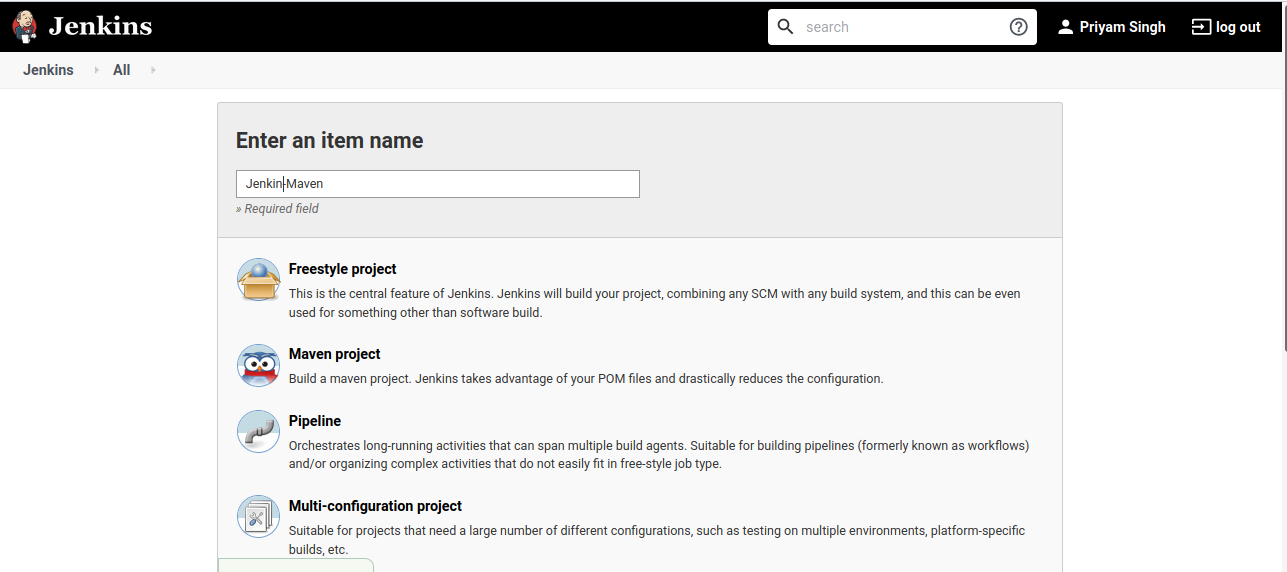 Jenkins
search
Priyam Singh
log out
Jenkins
All
Enter an item name
Jenkin-Maven
» Required field
Freestyle project
This is the central feature of Jenkins. Jenkins will build your project, combining any SCM with any build system, and this can be even
used for something other than software build.
Maven project
Build a maven project. Jenkins takes advantage of your POM files and drastically reduces the configuration.
Pipeline
Orchestrates long-running activities that can span multiple build agents. Suitable for building pipelines (formerly known as workflows)
and/or organizing complex activities that do not easily fit in free-style job type.
Multi-configuration project
Suitable for projects that need a large number of different configurations, such as testing on multiple environments, platform-specific
builds, etc.